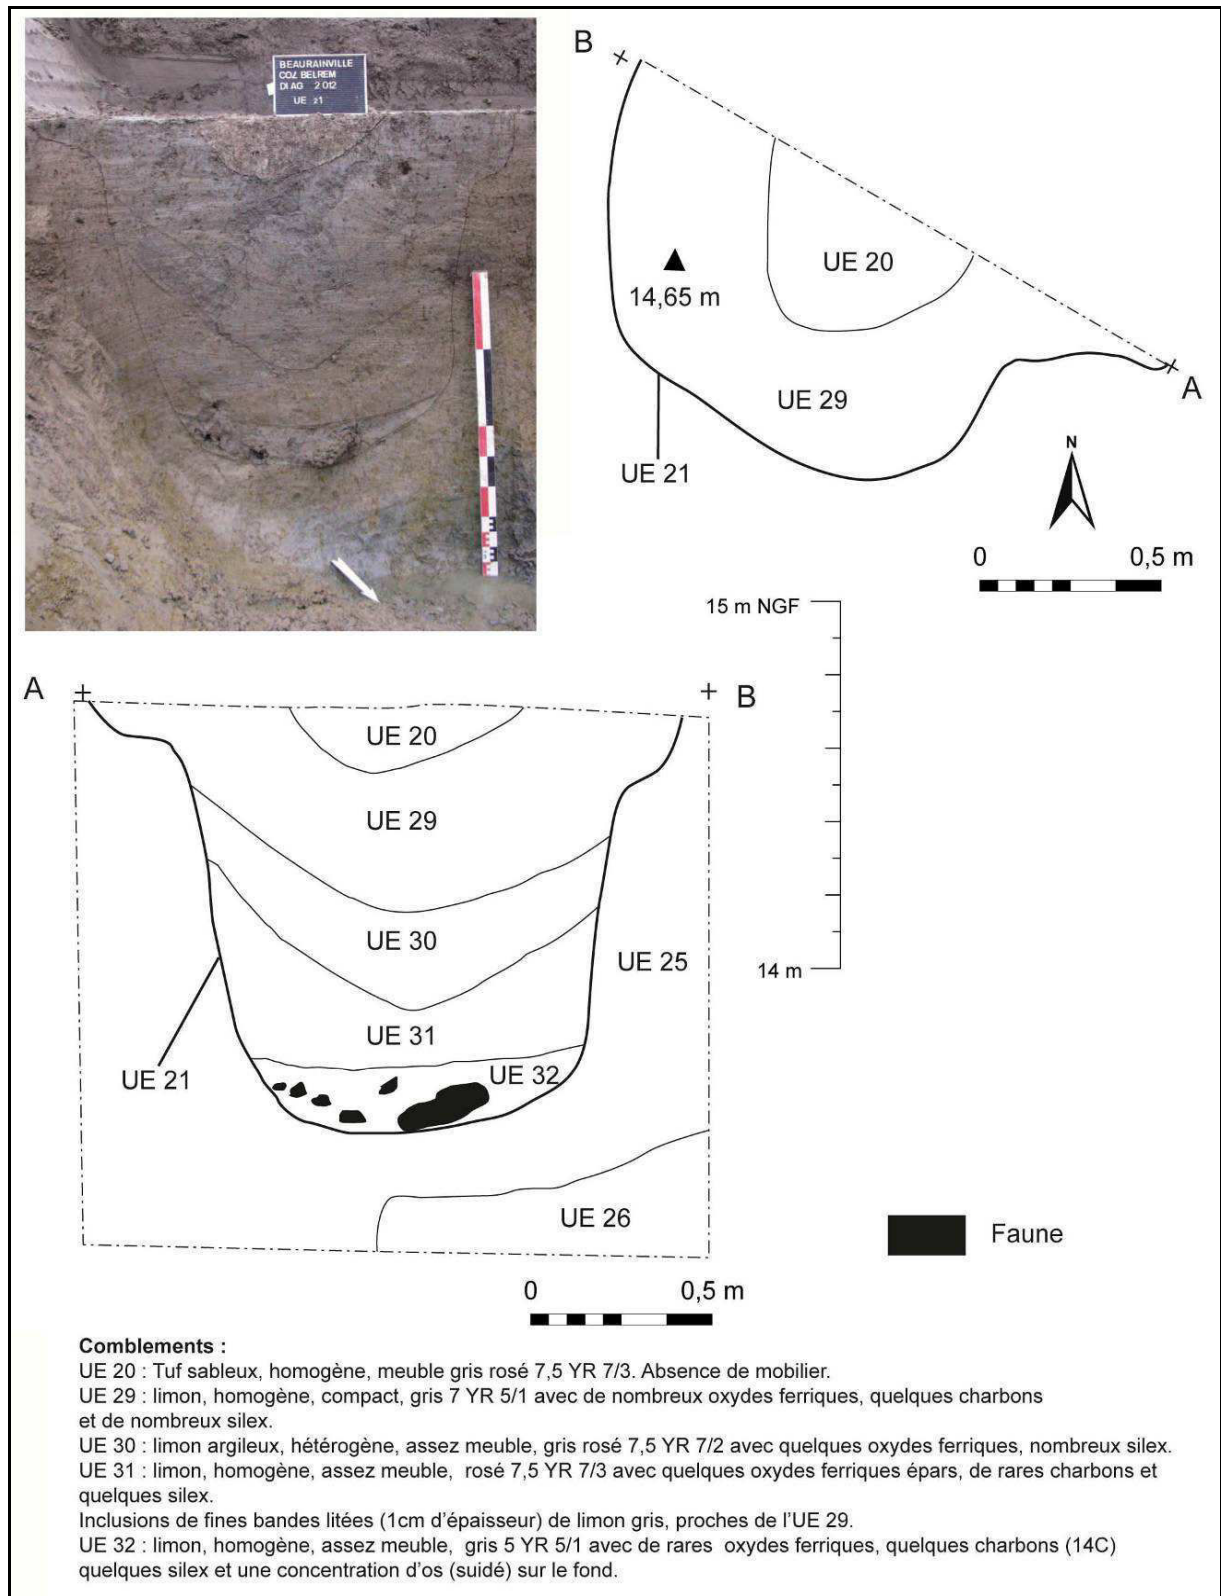 BEAURAINVILLE
COZ BELREM
DIAG 2012
UE 21
B
UE 20
14,65 m
UE 29
A
UE 21
N
0 0,5 m
15 m NGF
14 m
A
B
UE 20
UE 29
UE 30
UE 25
UE 31
UE 32
UE 21
UE 26
Faune
0 0,5 m
Comblements :
UE 20 : Tuf sableux, homogène, meuble gris rosé 7,5 YR 7/3. Absence de mobilier.
UE 29 : limon, homogène, compact, gris 7 YR 5/1 avec de nombreux oxydes ferriques, quelques charbons
et de nombreux silex.
UE 30 : limon argileux, hétérogène, assez meuble, gris rosé 7,5 YR 7/2 avec quelques oxydes ferriques, nombreux silex.
UE 31 : limon, homogène, assez meuble, rosé 7,5 YR 7/3 avec quelques oxydes ferriques épars, de rares charbons et
quelques silex.
Inclusions de fines bandes litées (1cm d'épaisseur) de limon gris, proches de l'UE 29.
UE 32 : limon, homogène, assez meuble, gris 5 YR 5/1 avec de rares oxydes ferriques, quelques charbons (14C)
quelques silex et une concentration d'os (suidé) sur le fond.